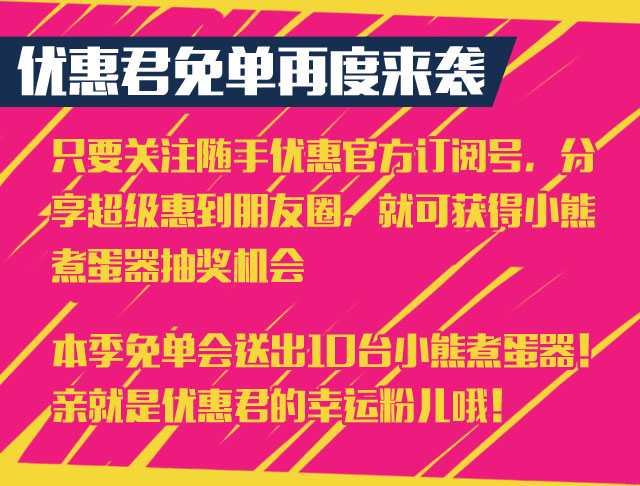 优惠君免单再度来袭
只要关注随手优惠官方订阅号，分
享超级惠到朋友圈，就可获得小熊
煮蛋器抽奖机会
本季免单会送出10台小熊煮蛋器！
亲就是优惠君的幸运粉儿哦！